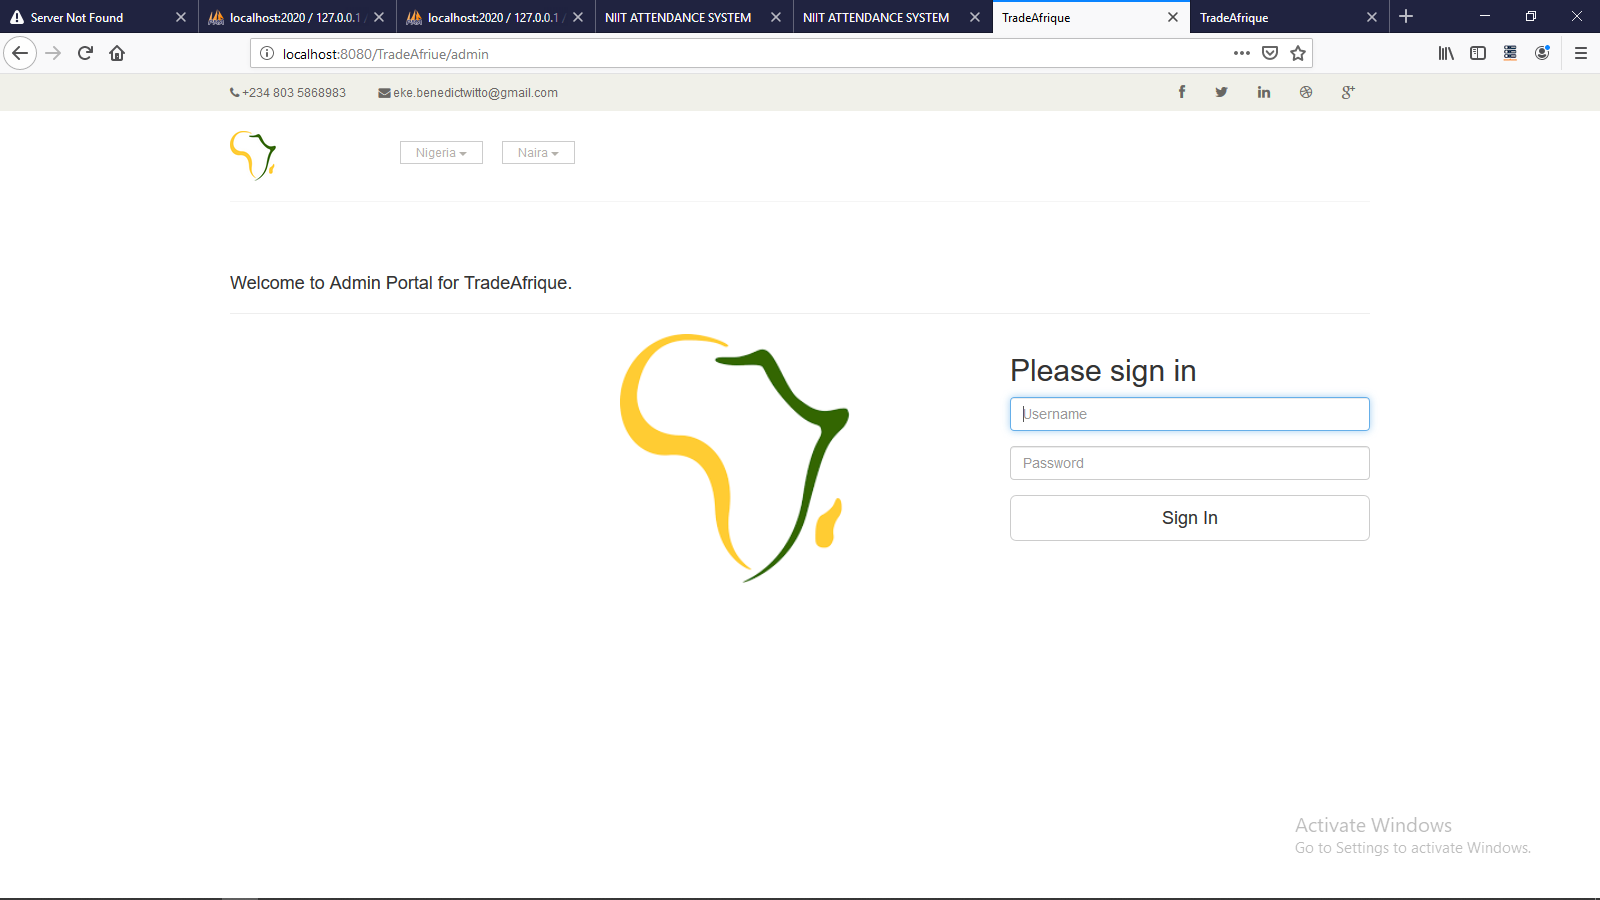 Server Not Found
localhost:2020 / 127.0.0.1 /
localhost:2020 / 127.0.0.1 /
NIIT ATTENDANCE SYSTEM
NIIT ATTENDANCE SYSTEM
TradeAfrique
TradeAfrique
localhost:8080/TradeAfriue/admin
+234 803 5868983 eke.benedictwitto@gmail.com
Nigeria Naira
Welcome to Admin Portal for TradeAfrique.
Please sign in
Username
Password
Sign In
Activate Windows
Go to Settings to activate Windows.